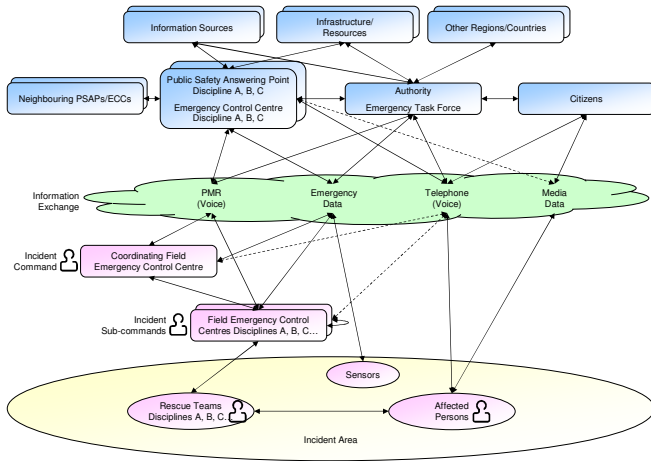 Information Sources
Infrastructure/
Resources
Other Regions/Countries
Neighbouring PSAPs/ECCs
Public Safety Answering Point
Discipline A, B, C
Emergency Control Centre
Discipline A, B, C
Authority
Emergency Task Force
Citizens
Information
Exchange
PMR
(Voice)
Emergency
Data
Telephone
(Voice)
Media
Data
Incident
Command
Coordinating Field
Emergency Control Centre
Incident
Sub-commands
Field Emergency Control
Centres Disciplines A, B, C...
Sensors
Rescue Teams
Disciplines A, B, C...
Affected
Persons
Incident Area